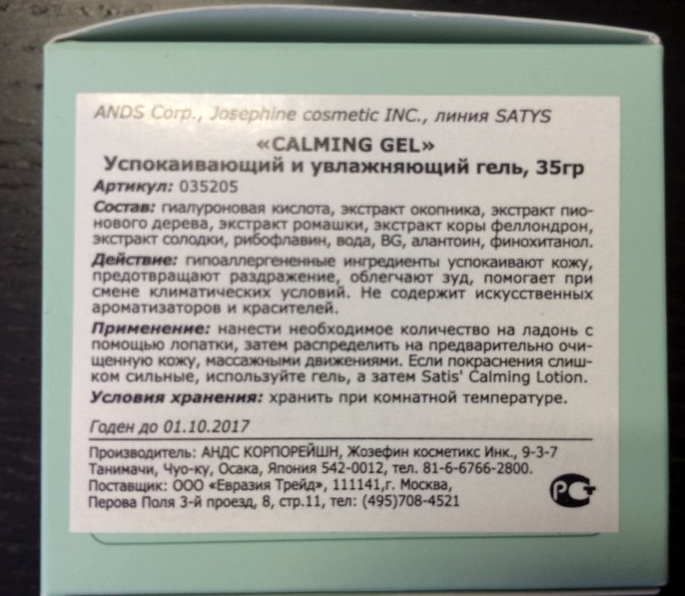 ANDS Corp., Josephine cosmetic INC., линия SATYS
«CALMING GEL»
Успокаивающий и увлажняющий гель, 35гр
Артикул: 035205
Состав: гиалуроновая кислота, экстракт окопника, экстракт пио-
нового дерева, экстракт ромашки, экстракт коры феллондрон,
экстракт солодки, рибофлавин, вода, BG, алантоин, финохитанол.
Действие: гипоаллергененные ингредиенты успокаивают кожу,
предотвращают раздражение, облегчают зуд, помогает при
смене климатических условий. Не содержит искусственных
ароматизаторов и красителей.
Применение: нанести необходимое количество на ладонь с
помощью лопатки, затем распределить на предварительно очи-
щенную кожу, массажными движениями. Если покраснения слиш-
ком сильные, используйте гель, а затем Satis' Calming Lotion.
Условия хранения: хранить при комнатной температуре.
Годен до 01.10.2017
Производитель: АНДС КОРПОРЕЙШН, Жозефин косметикс Инк., 9-3-7
Танимачи, Чуо-ку, Осака, Япония 542-0012, тел. 81-6-6766-2800.
Поставщик: ООО «Евразия Трейд», 111141,г. Москва,
Перова Поля 3-й проезд, 8, стр.11, тел: (495)708-4521
РСТ